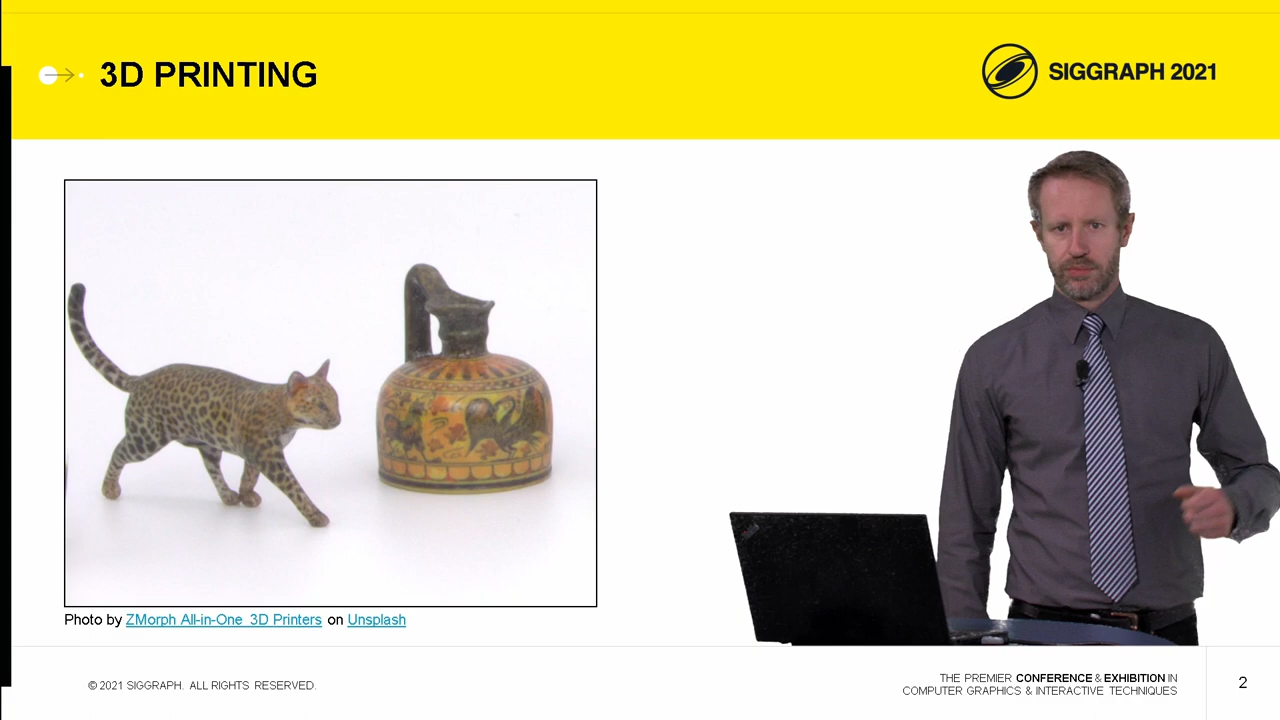 3D PRINTING
SIGGRAPH 2021
Photo by ZMorph All-in-One 3D Printers on Unsplash
© 2021 SIGGRAPH. ALL RIGHTS RESERVED.
THE PREMIER CONFERENCE & EXHIBITION IN
COMPUTER GRAPHICS & INTERACTIVE TECHNIQUES
2